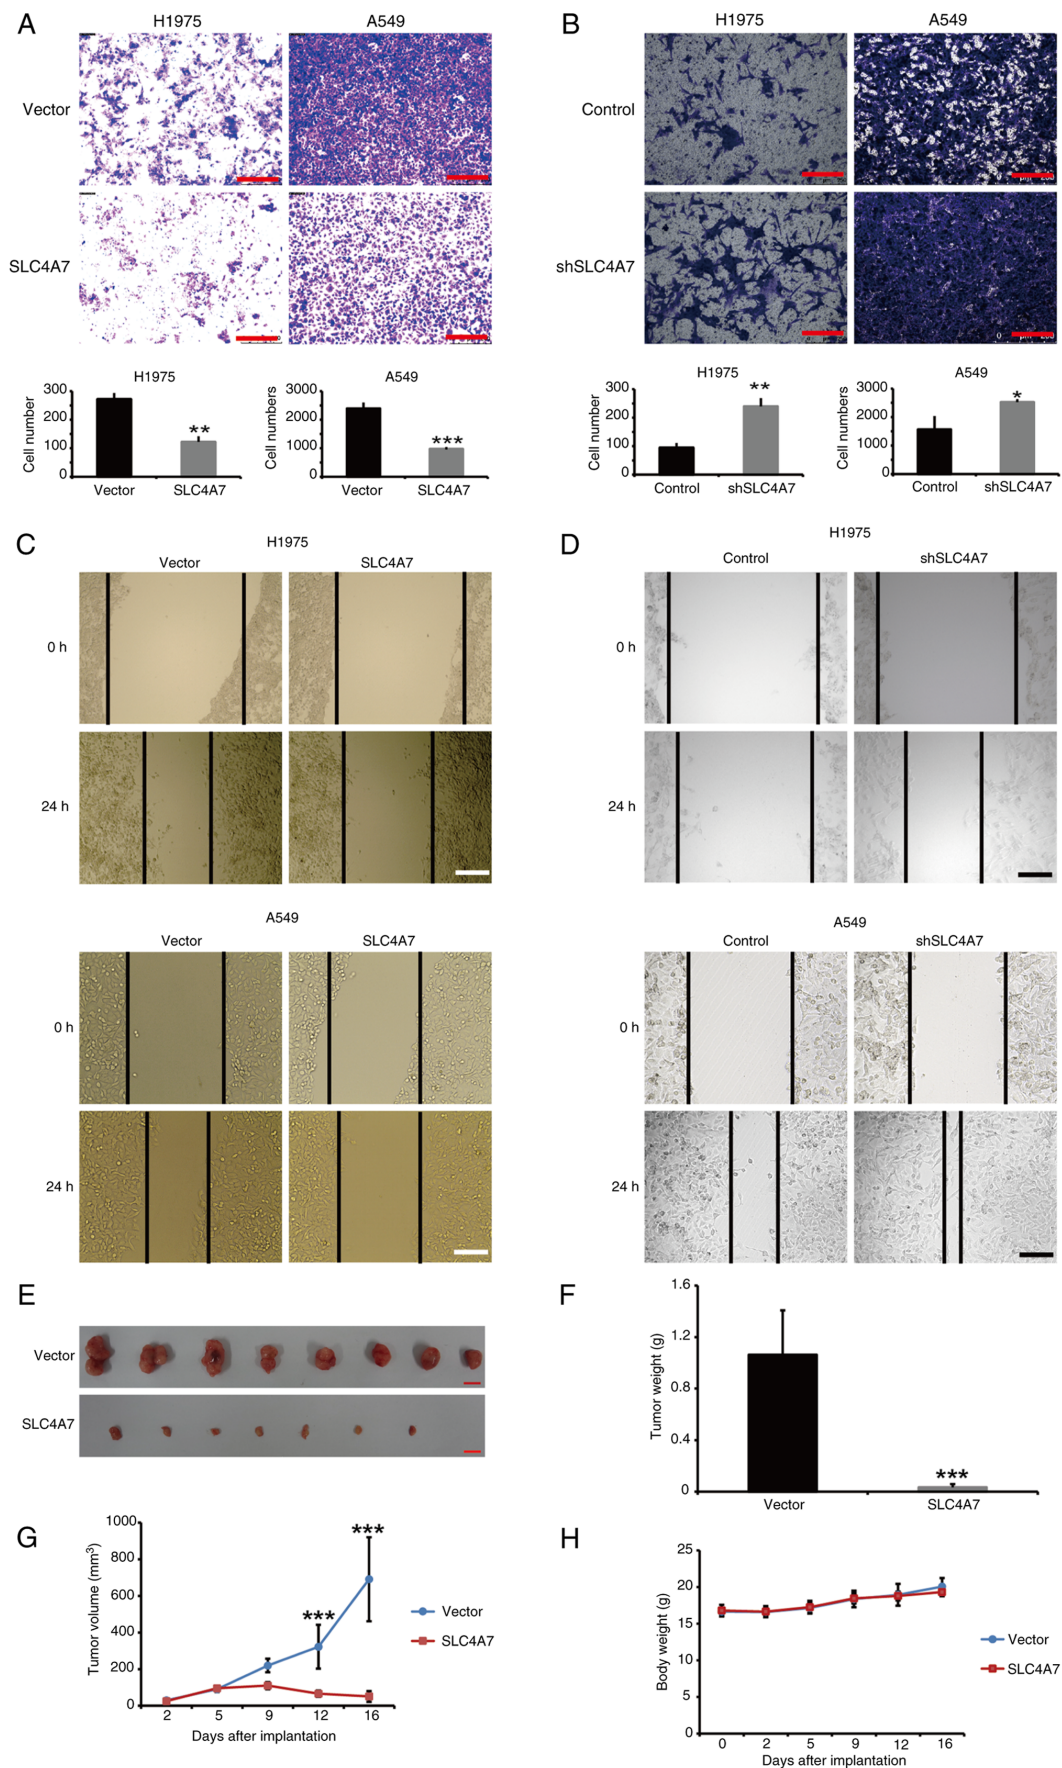 A
H1975
A549
Vector
SLC4A7
H1975
A549
Cell number
300
200
100
0
**
Vector
SLC4A7
Cell numbers
3000
2000
1000
0
***
Vector
SLC4A7
B
H1975
A549
Control
shSLC4A7
H1975
A549
Cell number
300
200
100
0
**
Control
shSLC4A7
Cell numbers
3000
2000
1000
0
*
Control
shSLC4A7
C
H1975
Vector
SLC4A7
0 h
24 h
A549
Vector
SLC4A7
0 h
24 h
D
H1975
Control
shSLC4A7
0 h
24 h
A549
Control
shSLC4A7
0 h
24 h
E
Vector
SLC4A7
F
Tumor weight (g)
1.6
1.2
0.8
0.4
0
***
Vector
SLC4A7
G
Tumor volume (mm³)
1000
800
600
400
200
0
***
***
2 5 9 12 16
Days after implantation
Vector
SLC4A7
H
Body weight (g)
25
20
15
10
5
0
0 2 5 9 12 16
Days after implantation
Vector
SLC4A7